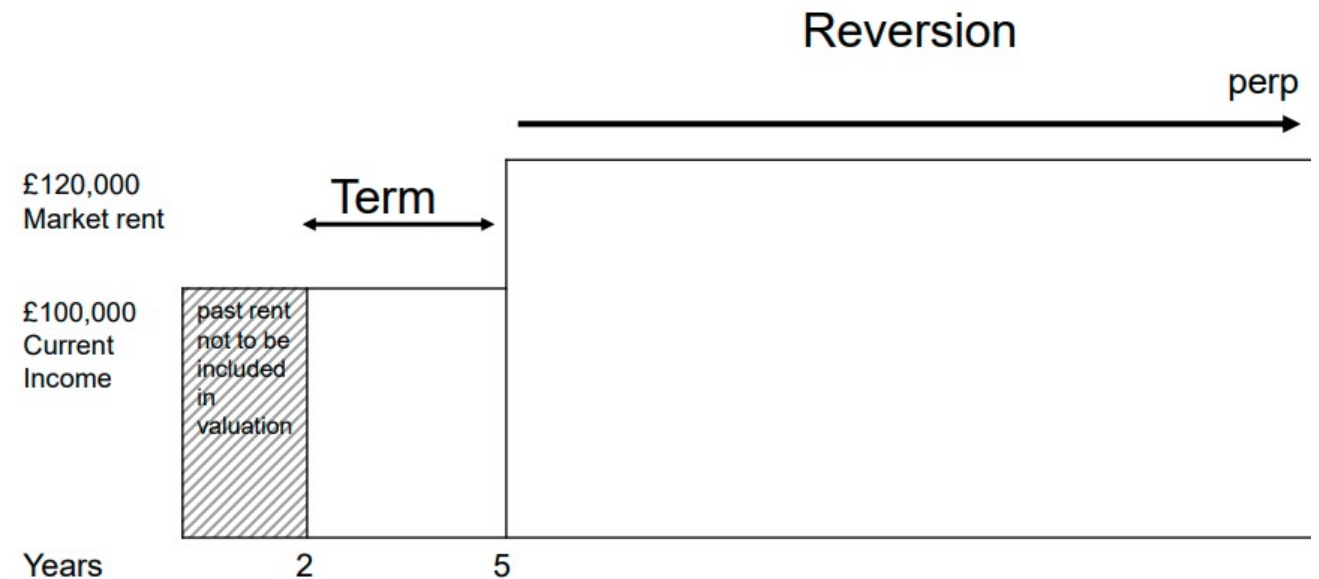 Reversion
perp
£120,000
Market rent
Term
£100,000
Current
Income
past rent
not to be
included
in
valuation
Years 2 5